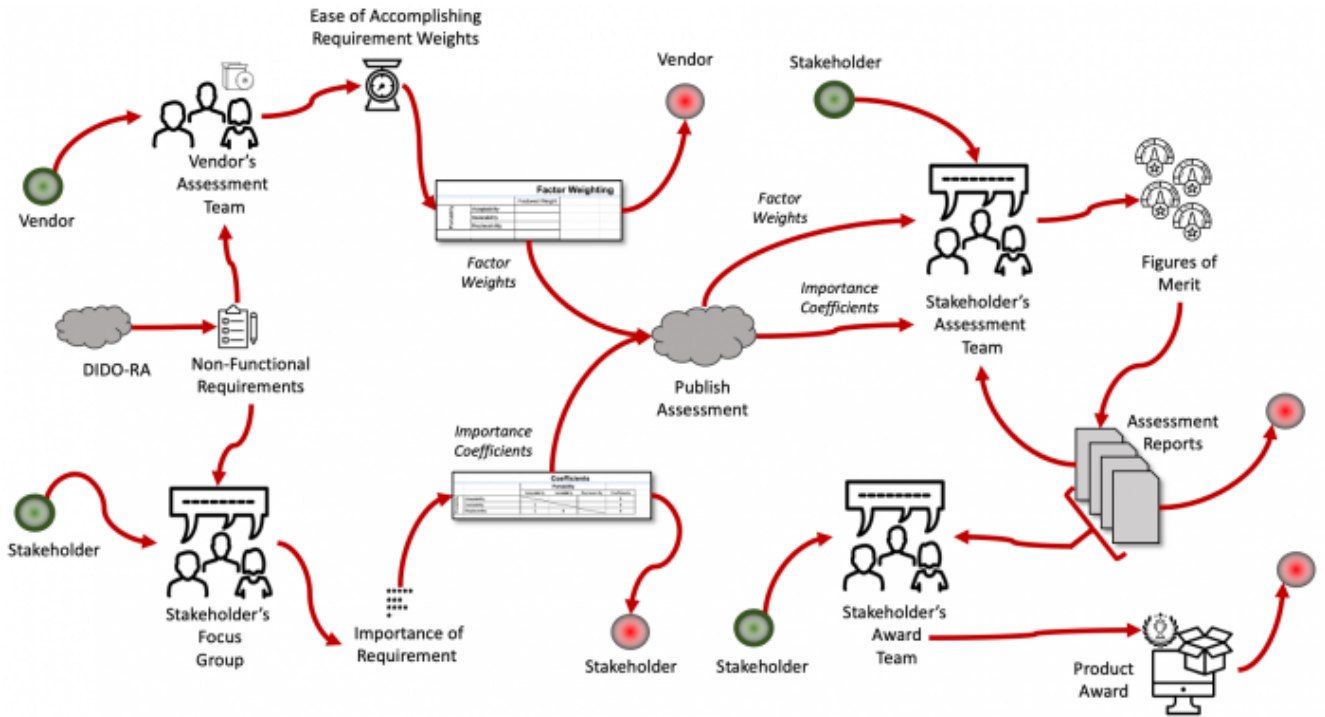 Ease of Accomplishing
Requirement Weights
Vendor
Stakeholder
Vendor's
Assessment
Team
Vendor
Factor Weighting
Factor
Weights
Factor
Weights
Figures of
Merit
Importance
Coefficients
Stakeholder's
Assessment
Team
DIDO-RA
Non-Functional
Requirements
Publish
Assessment
Importance
Coefficients
Assessment
Reports
Coefficients
Stakeholder
Stakeholder's
Focus
Group
Importance of
Requirement
Stakeholder
Stakeholder
Stakeholder's
Award
Team
Product
Award